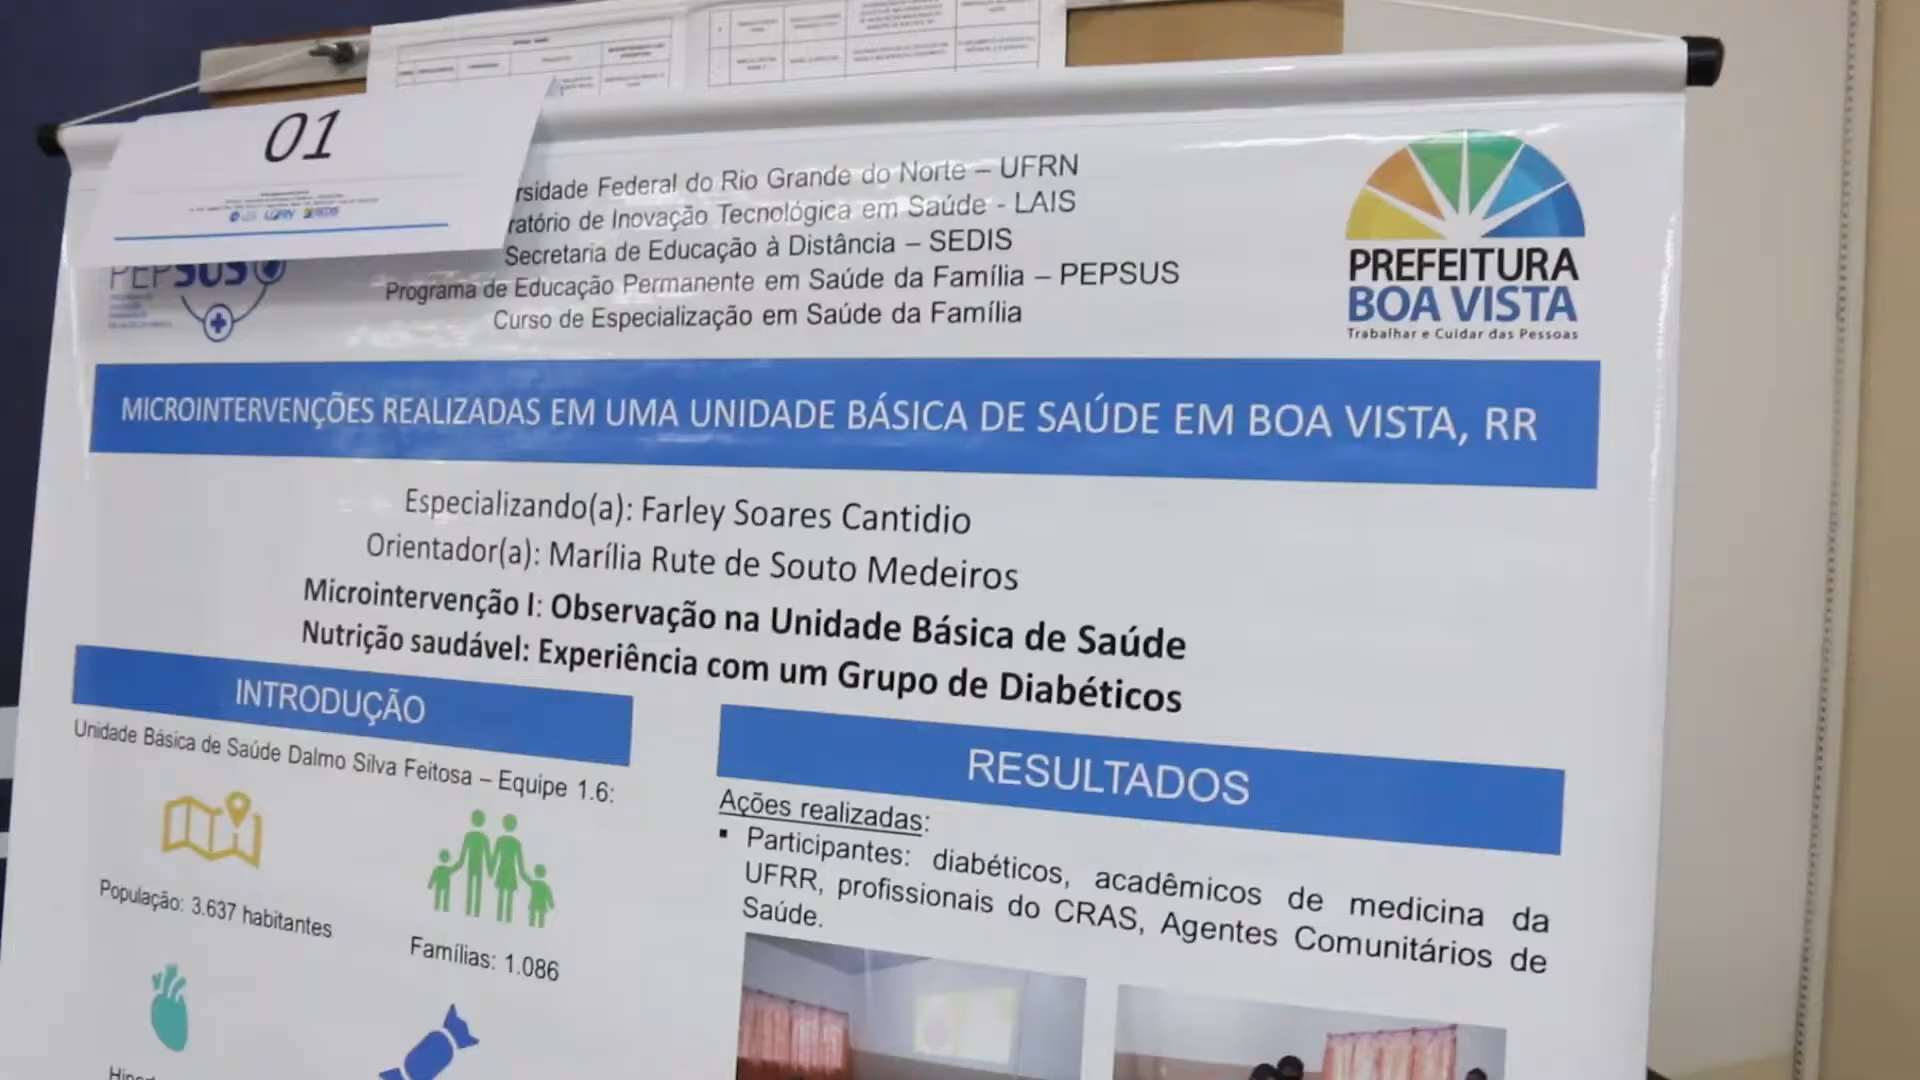 01
UFRN SEDIS
rsidade Federal do Rio Grande do Norte – UFRN
ratório de Inovação Tecnológica em Saúde - LAIS
Secretaria de Educação à Distância – SEDIS
Programa de Educação Permanente em Saúde da Família – PEPSUS
Curso de Especialização em Saúde da Família
PEPSUS
PREFEITURA
BOA VISTA
Trabalhar e Cuidar das Pessoas
MICROINTERVENÇÕES REALIZADAS EM UMA UNIDADE BÁSICA DE SAÚDE EM BOA VISTA, RR
Especializando(a): Farley Soares Cantidio
Orientador(a): Marília Rute de Souto Medeiros
Microintervenção I: Observação na Unidade Básica de Saúde
Nutrição saudável: Experiência com um Grupo de Diabéticos
INTRODUÇÃO
Unidade Básica de Saúde Dalmo Silva Feitosa – Equipe 1.6:
População: 3.637 habitantes
Famílias: 1.086
RESULTADOS
Ações realizadas:
▪ Participantes: diabéticos, acadêmicos de medicina da
UFRR, profissionais do CRAS, Agentes Comunitários de
Saúde.